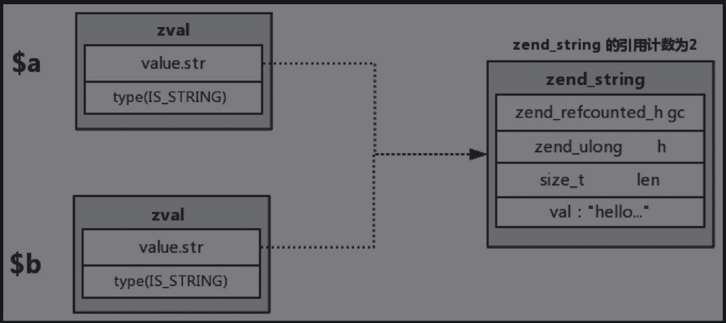 $a
zval
value.str
type(IS_STRING)
$b
zval
value.str
type(IS_STRING)
zend_string 的引用计数为2
zend_string
zend_refcounted_h gc
zend_ulong h
size_t len
val : "hello..."